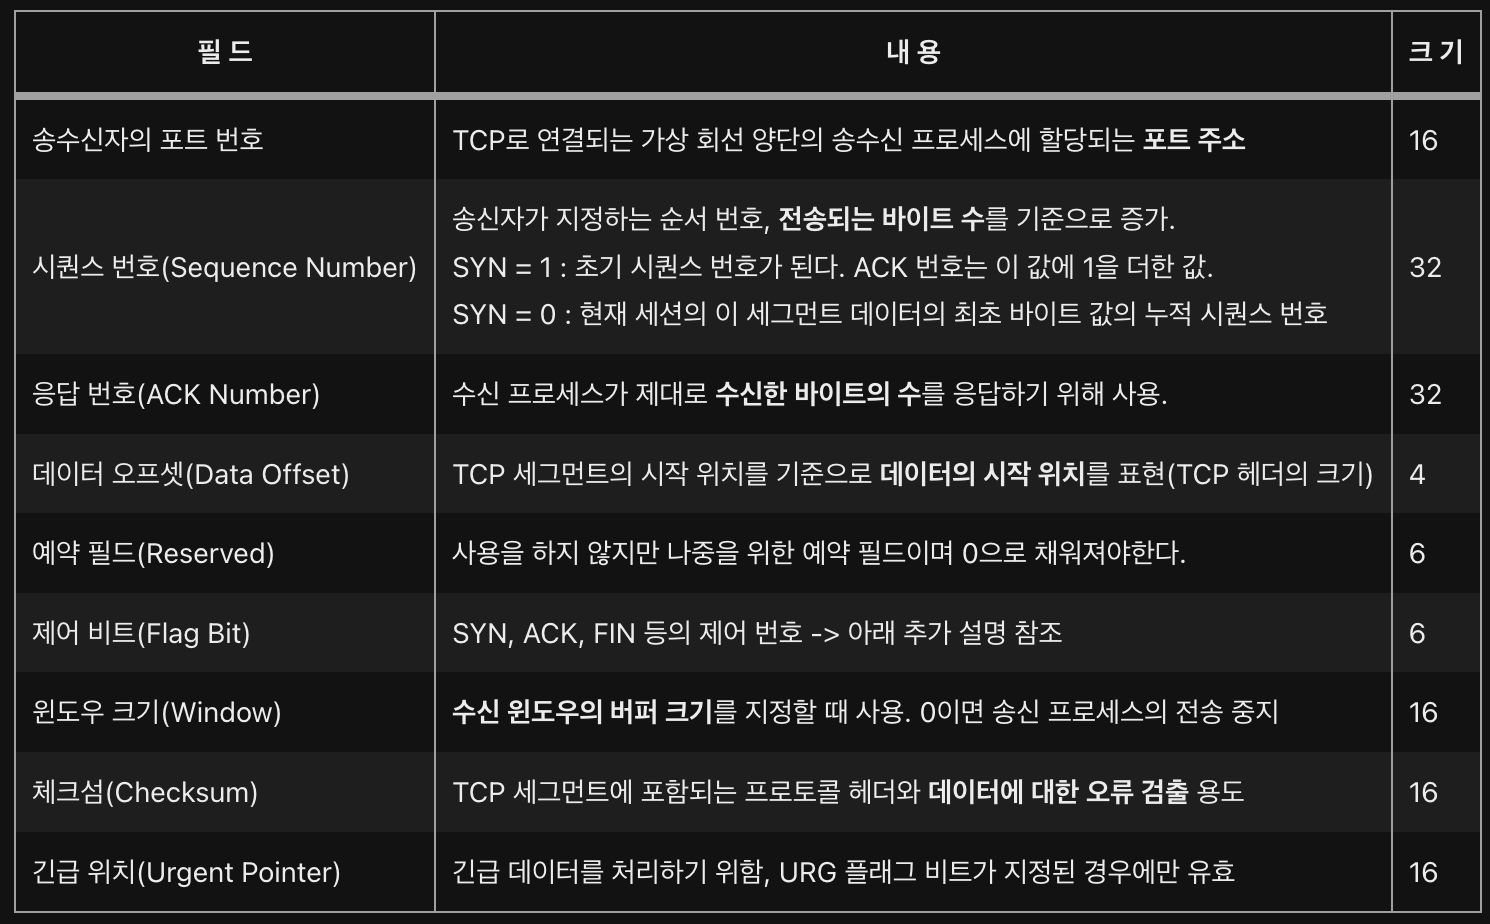 필 드 내 용 크 기
송수신자의 포트 번호 TCP로 연결되는 가상 회선 양단의 송수신 프로세스에 할당되는 포트 주소 16
송신자가 지정하는 순서 번호, 전송되는 바이트 수를 기준으로 증가.
시퀀스 번호(Sequence Number) SYN = 1 : 초기 시퀀스 번호가 된다. ACK 번호는 이 값에 1을 더한 값. 32
SYN = 0 : 현재 세션의 이 세그먼트 데이터의 최초 바이트 값의 누적 시퀀스 번호
응답 번호(ACK Number) 수신 프로세스가 제대로 수신한 바이트의 수를 응답하기 위해 사용. 32
데이터 오프셋(Data Offset) TCP 세그먼트의 시작 위치를 기준으로 데이터의 시작 위치를 표현(TCP 헤더의 크기) 4
예약 필드(Reserved) 사용을 하지 않지만 나중을 위한 예약 필드이며 0으로 채워져야한다. 6
제어 비트(Flag Bit) SYN, ACK, FIN 등의 제어 번호 -> 아래 추가 설명 참조 6
윈도우 크기(Window) 수신 윈도우의 버퍼 크기를 지정할 때 사용. 0이면 송신 프로세스의 전송 중지 16
체크섬(Checksum) TCP 세그먼트에 포함되는 프로토콜 헤더와 데이터에 대한 오류 검출 용도 16
긴급 위치(Urgent Pointer) 긴급 데이터를 처리하기 위함, URG 플래그 비트가 지정된 경우에만 유효 16